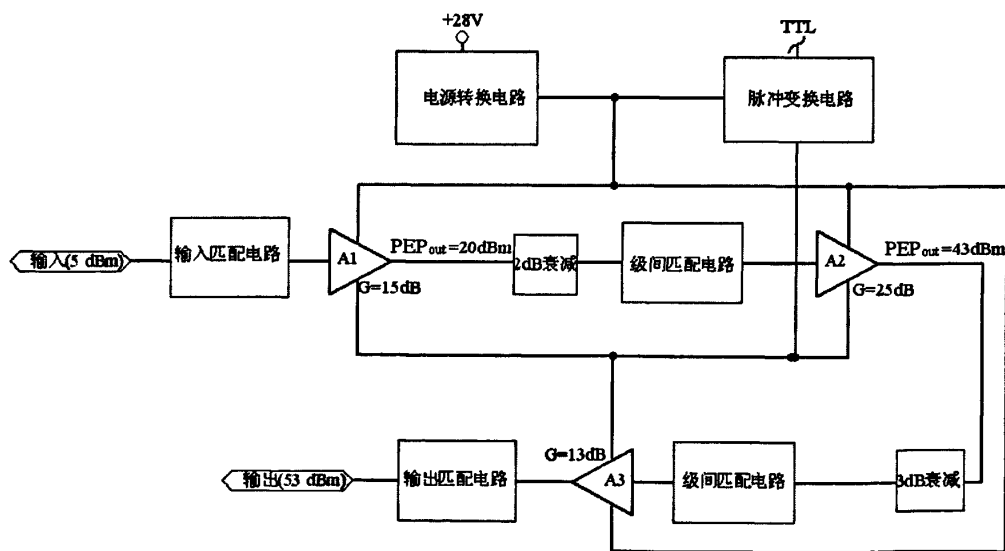 +28V
TTL
电源转换电路
脉冲变换电路
输入(5 dBm)
输入匹配电路
A1
PEPout=20dBm
G=15dB
2dB衰减
级间匹配电路
A2
PEPout=43dBm
G=25dB
输出(53 dBm)
输出匹配电路
G=13dB
A3
级间匹配电路
3dB衰减